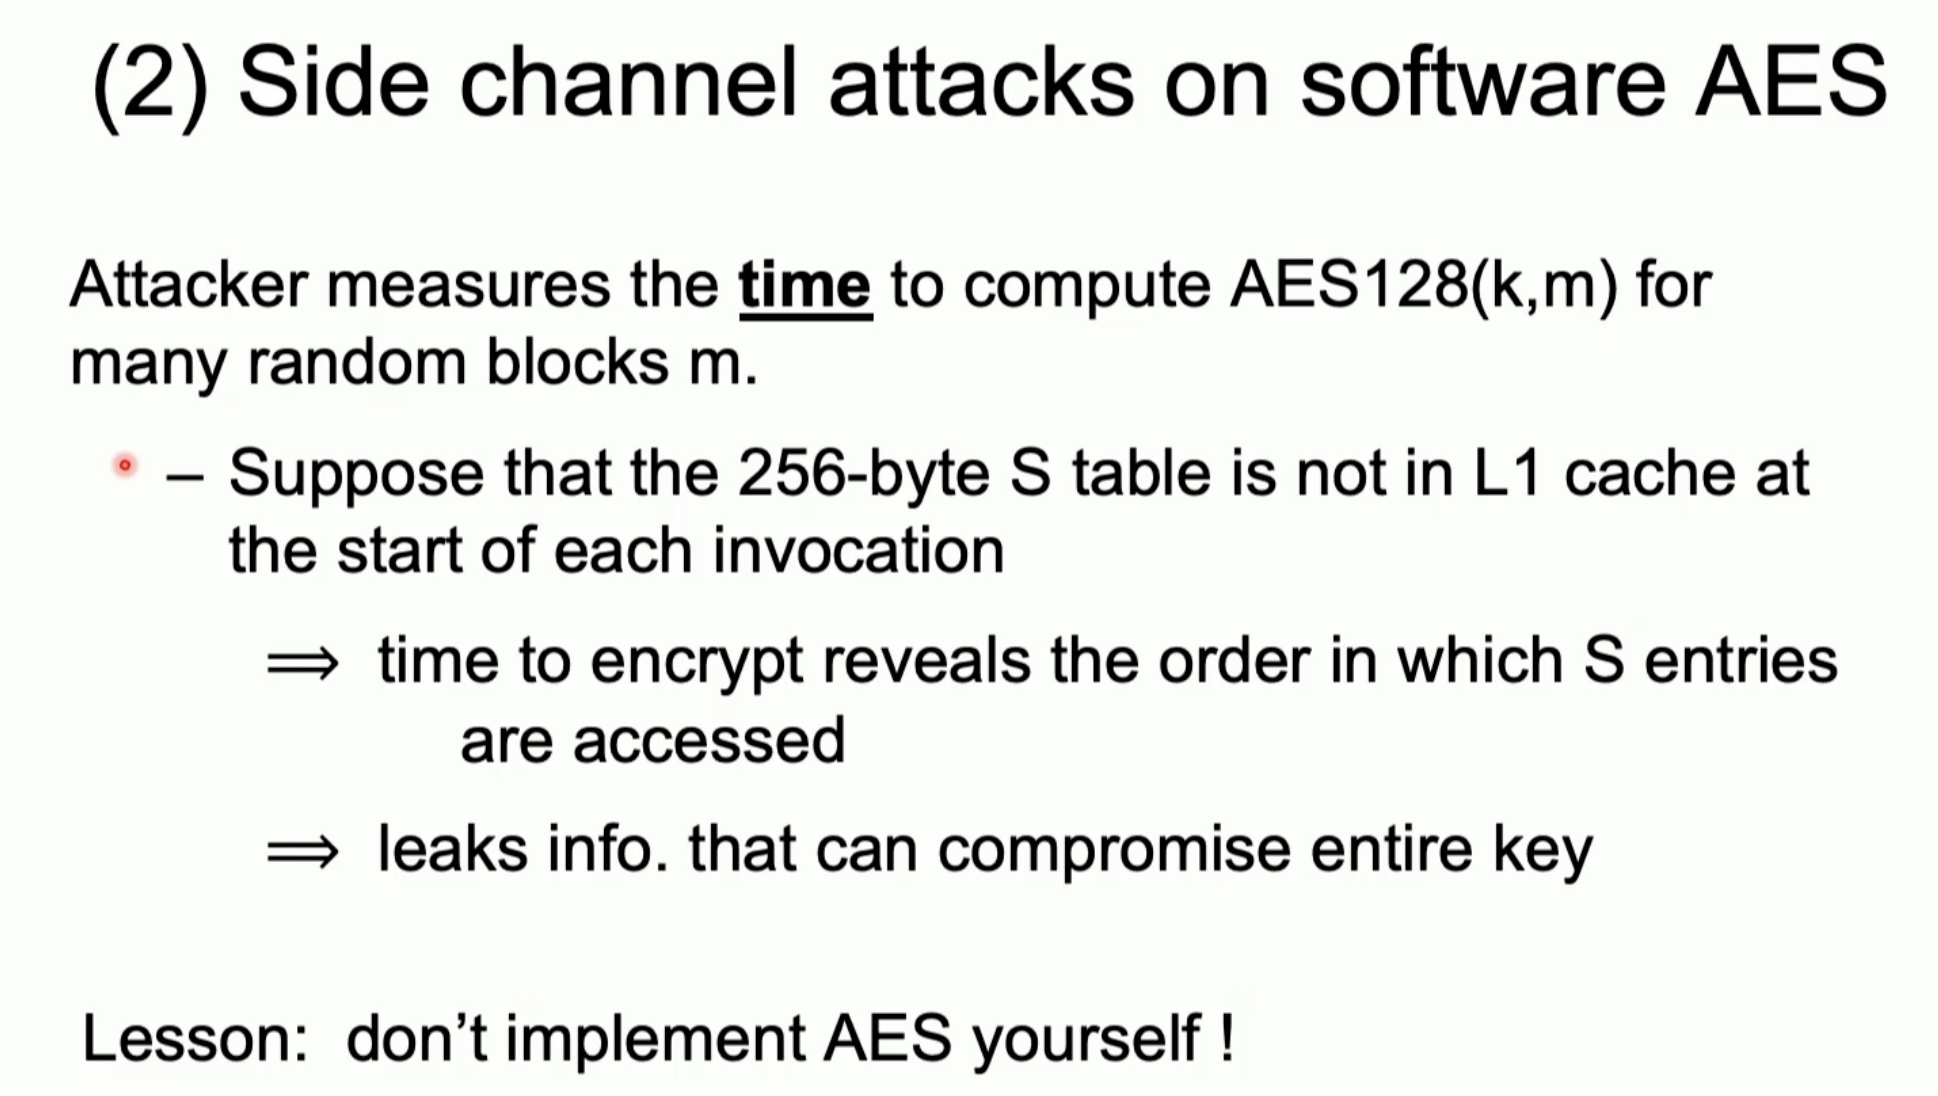 (2) Side channel attacks on software AES
Attacker measures the time to compute AES128(k,m) for
many random blocks m.
– Suppose that the 256-byte S table is not in L1 cache at
the start of each invocation
⟹ time to encrypt reveals the order in which S entries
are accessed
⟹ leaks info. that can compromise entire key
Lesson: don’t implement AES yourself !